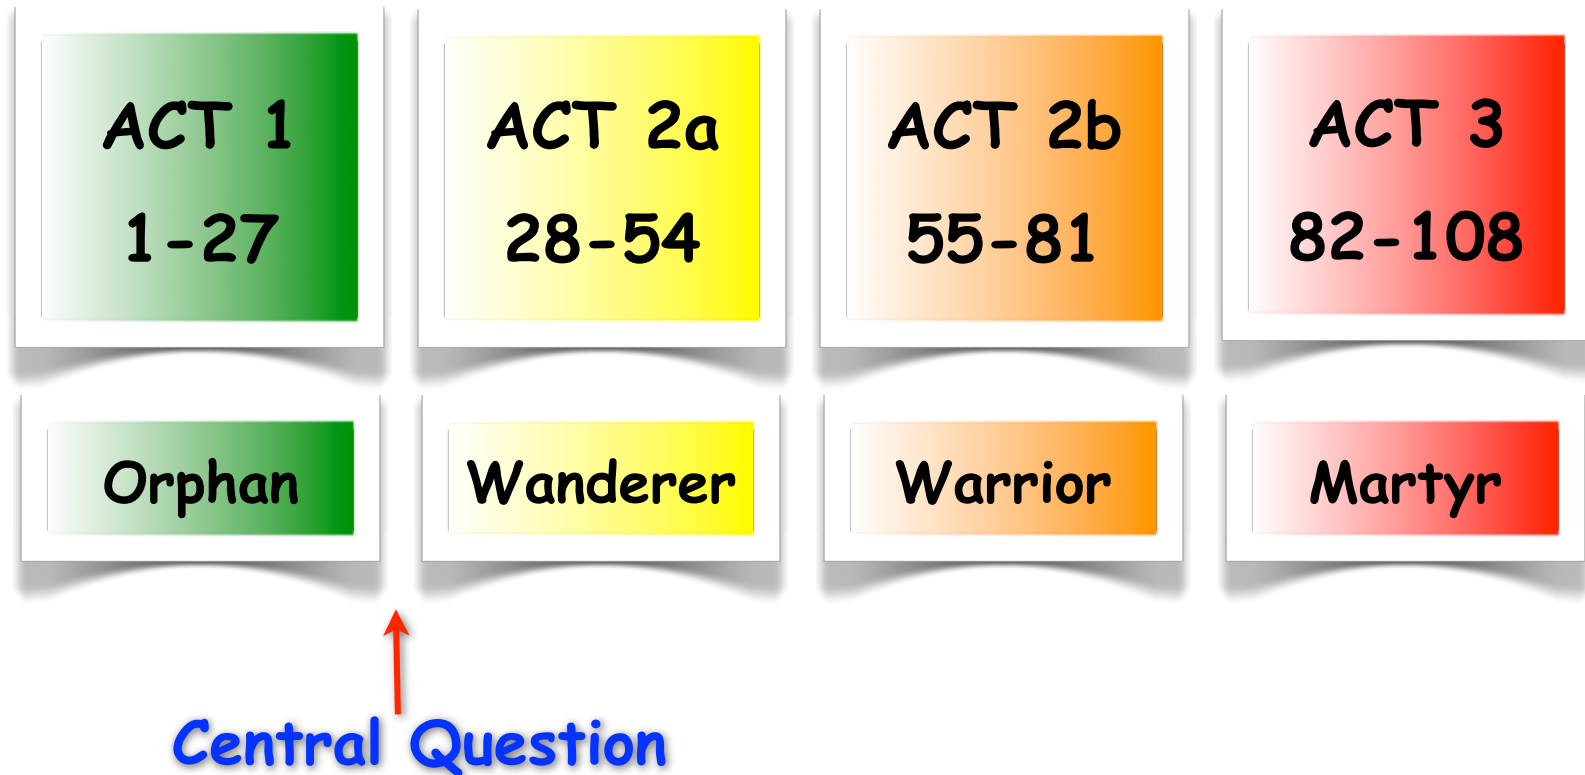 ACT 1
1-27
ACT 2a
28-54
ACT 2b
55-81
ACT 3
82-108
Orphan
Wanderer
Warrior
Martyr
Central Question